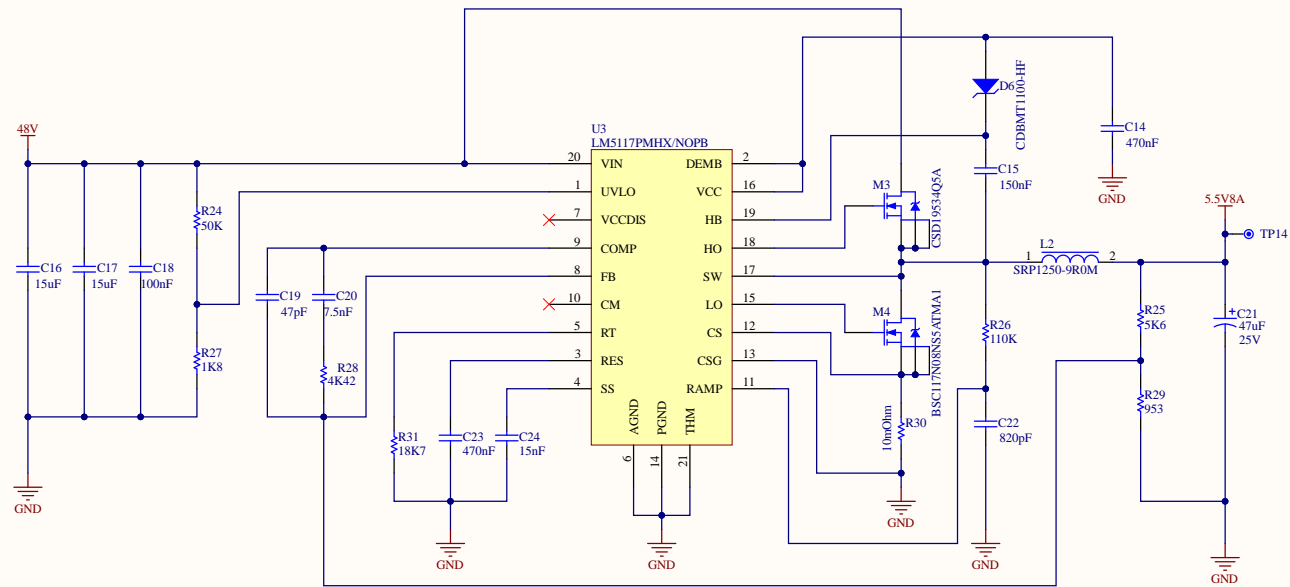 48V
C16
15uF
C17
15uF
C18
100nF
R24
50K
R27
1K8
GND
C19
47pF
C20
7.5nF
R28
4K42
R31
18K7
C23
470nF
C24
15nF
GND
U3
LM5117PMHX/NOPB
20 VIN
1 UVLO
7 VCCDIS
9 COMP
8 FB
10 CM
5 RT
3 RES
4 SS
DEMB 2
VCC 16
HB 19
HO 18
SW 17
LO 15
CS 12
CSG 13
RAMP 11
AGND
PGND
THM
6
14
21
GND
D6
CDBMT1100-HF
C14
470nF
GND
C15
150nF
M3
CSD19534Q5A
M4
BSC117N08NS5ATMA1
R30
10mOhm
GND
R26
110K
C22
820pF
GND
1 L2 2
SRP1250-9R0M
5.5V8A
TP14
R25
5K6
R29
953
+
C21
47uF
25V
GND